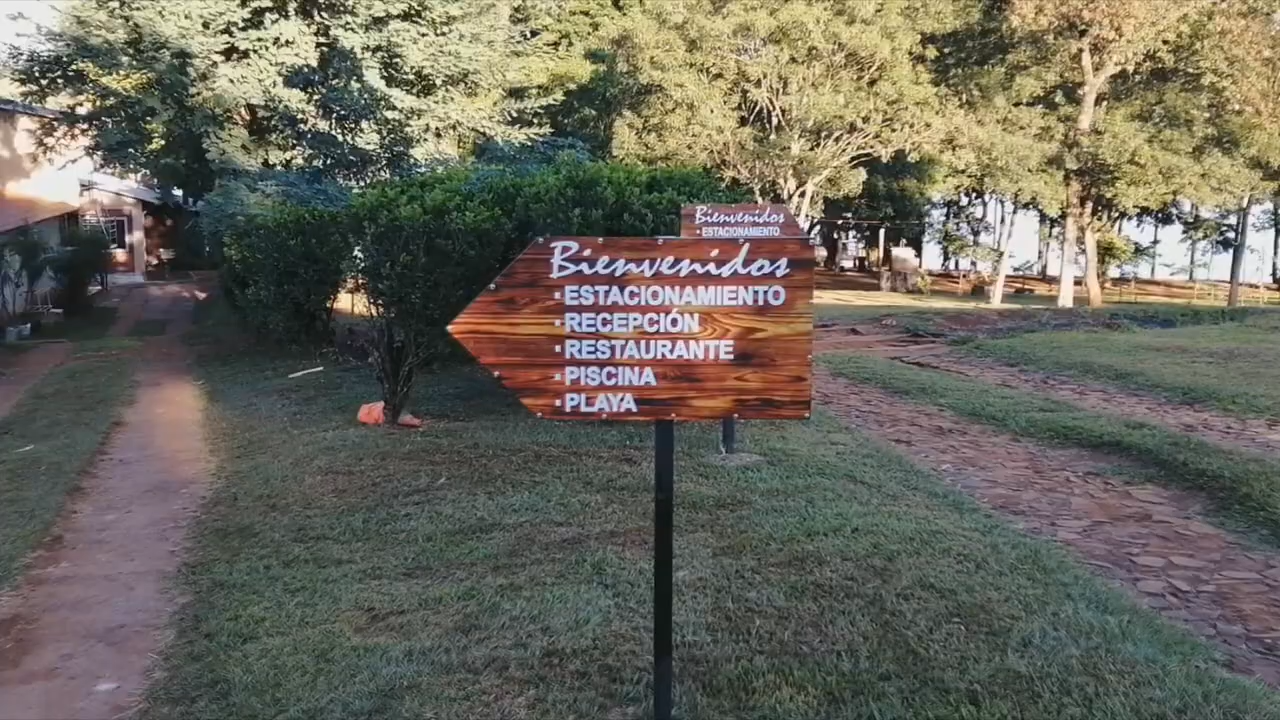 Bienvenidos
· ESTACIONAMIENTO
Bienvenidos
· ESTACIONAMIENTO
· RECEPCIÓN
· RESTAURANTE
· PISCINA
· PLAYA